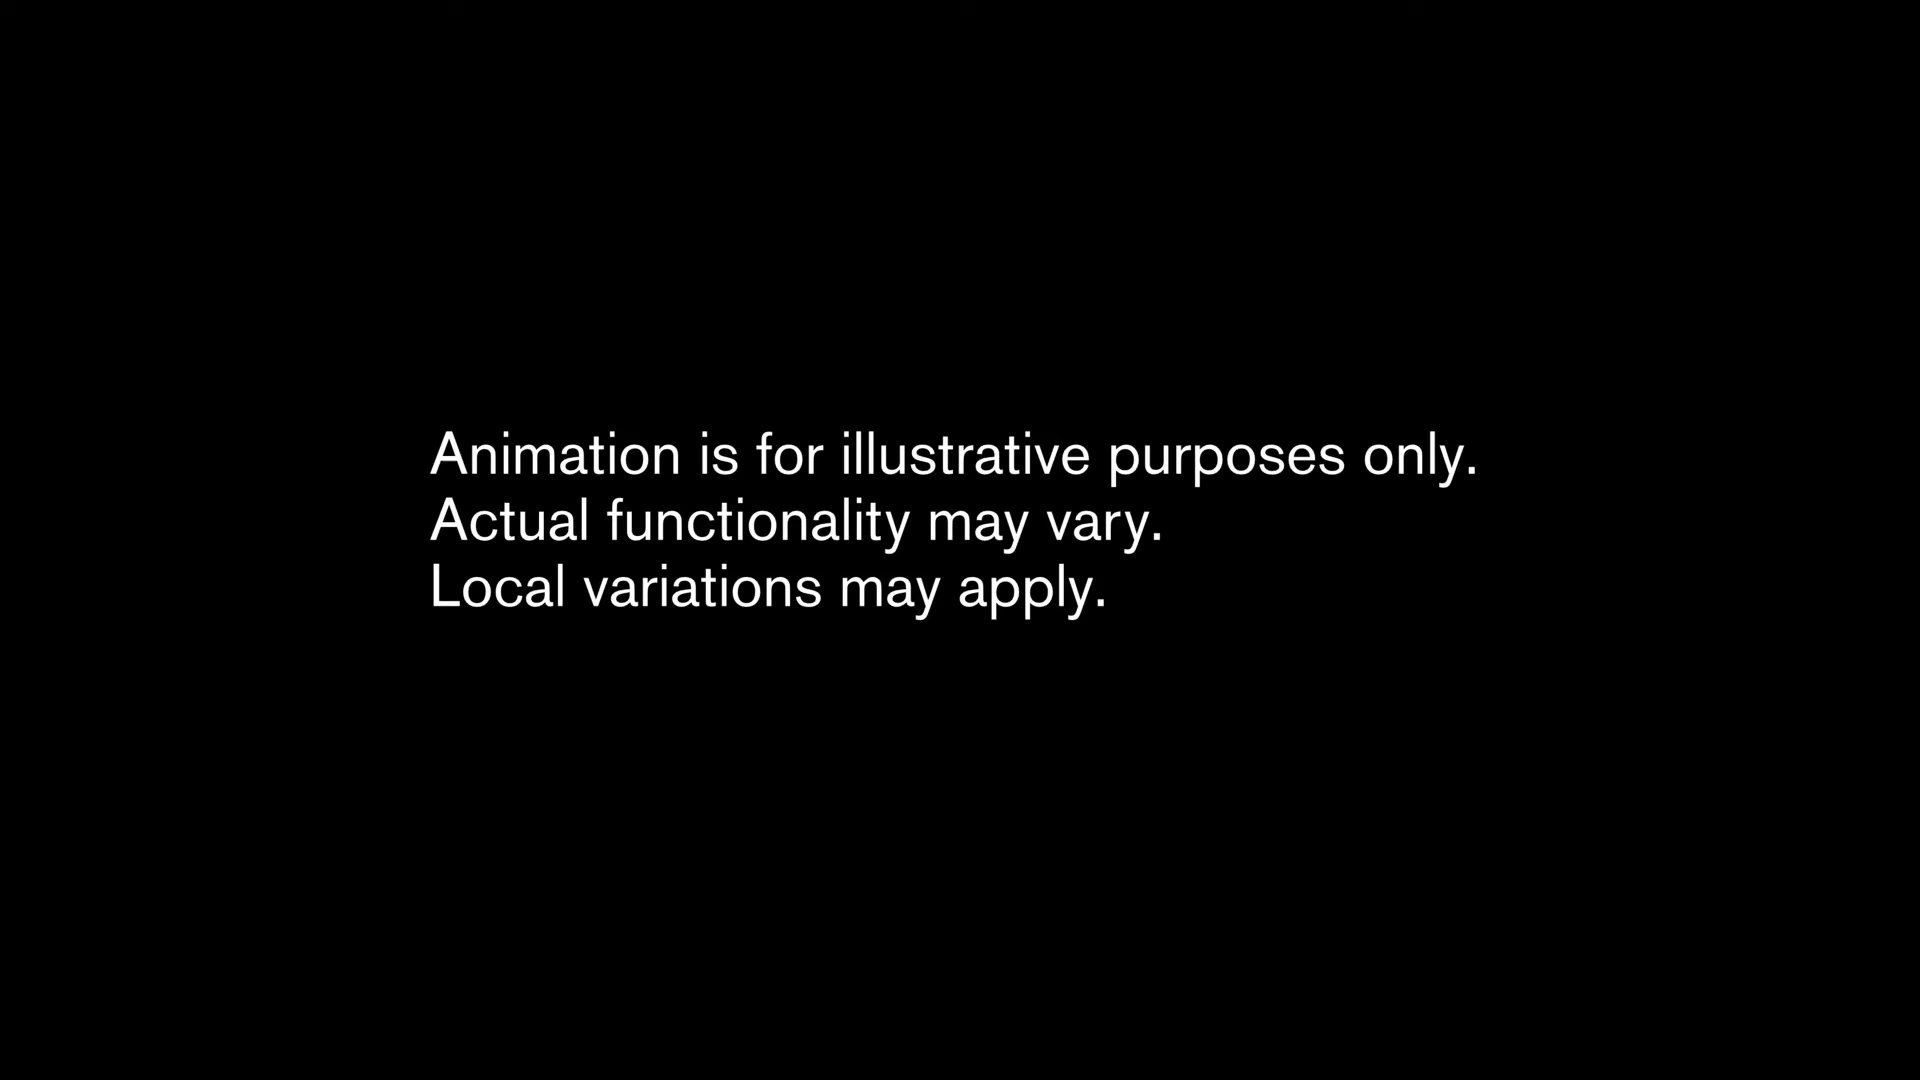 Animation is for illustrative purposes only.
Actual functionality may vary.
Local variations may apply.